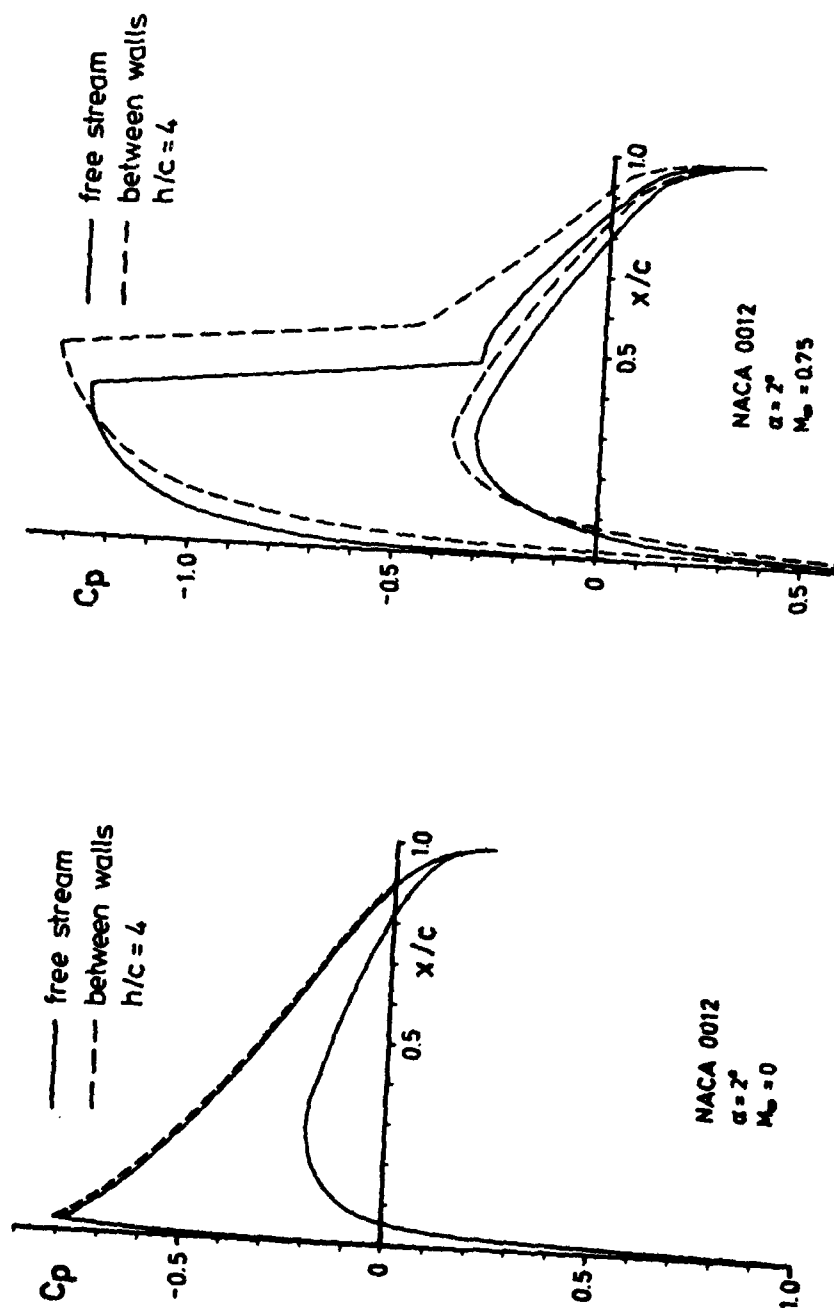 free stream
between walls
h/c = 4
Cp
-0.5
0
0.5
1.0
0.5
1.0
x/c
NACA 0012
α = 2°
M∞ = 0
free stream
between walls
h/c = 4
Cp
-1.0
-0.5
0
0.5
0.5
1.0
x/c
NACA 0012
α = 2°
M∞ = 0.75